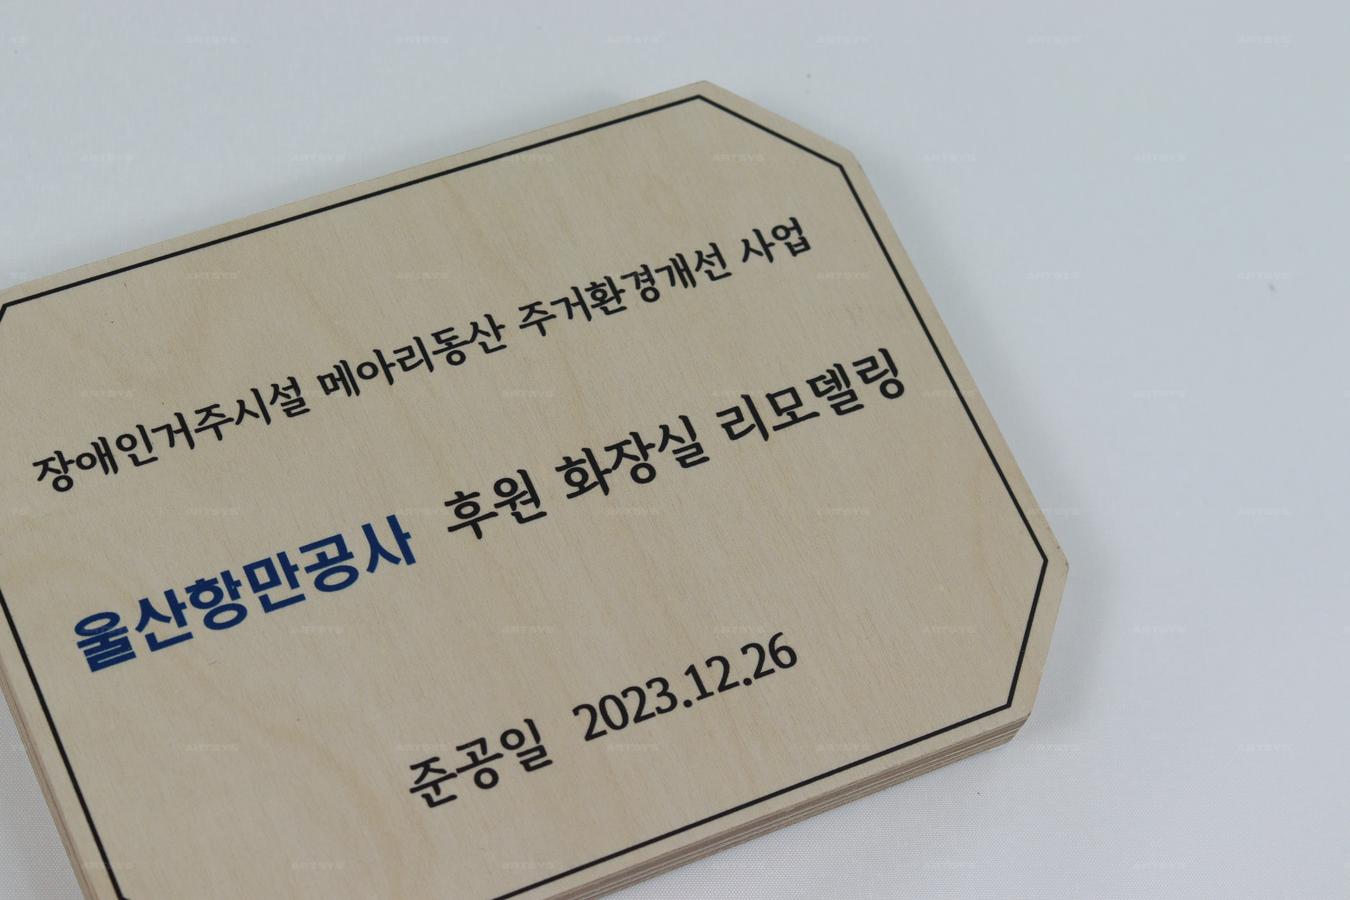 장애인거주시설 메아리동산 주거환경개선 사업
울산항만공사 후원 화장실 리모델링
준공일 2023.12.26